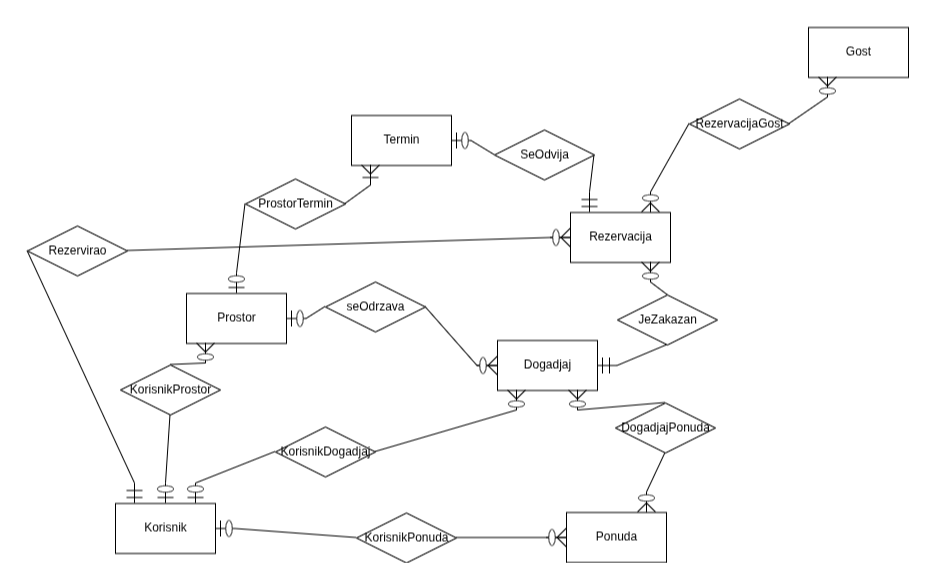 Gost
RezervacijaGost
Termin
SeOdvija
ProstorTermin
Rezervacija
Rezervirao
Prostor
seOdrzava
JeZakazan
Dogadjaj
KorisnikProstor
DogadjajPonuda
KorisnikDogadjaj
Korisnik
KorisnikPonuda
Ponuda